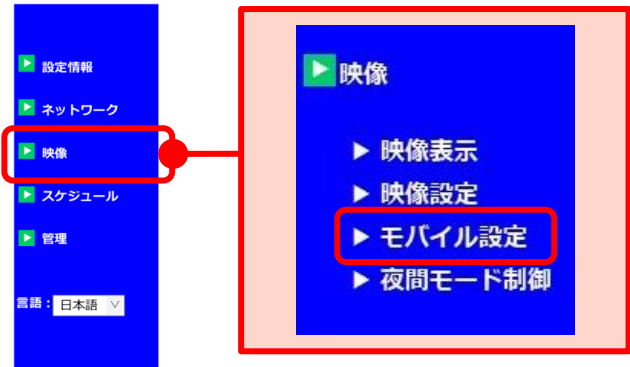 設定情報
ネットワーク
映像
スケジュール
管理
言語：日本語
映像
映像表示
映像設定
モバイル設定
夜間モード制御